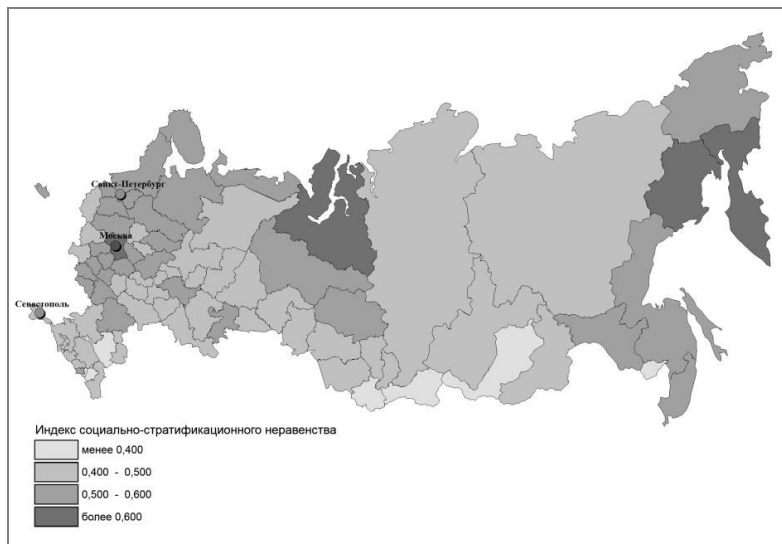 Санкт-Петербург
Москва
Севастополь
Индекс социально-стратификационного неравенства
менее 0,400
0,400 - 0,500
0,500 - 0,600
более 0,600